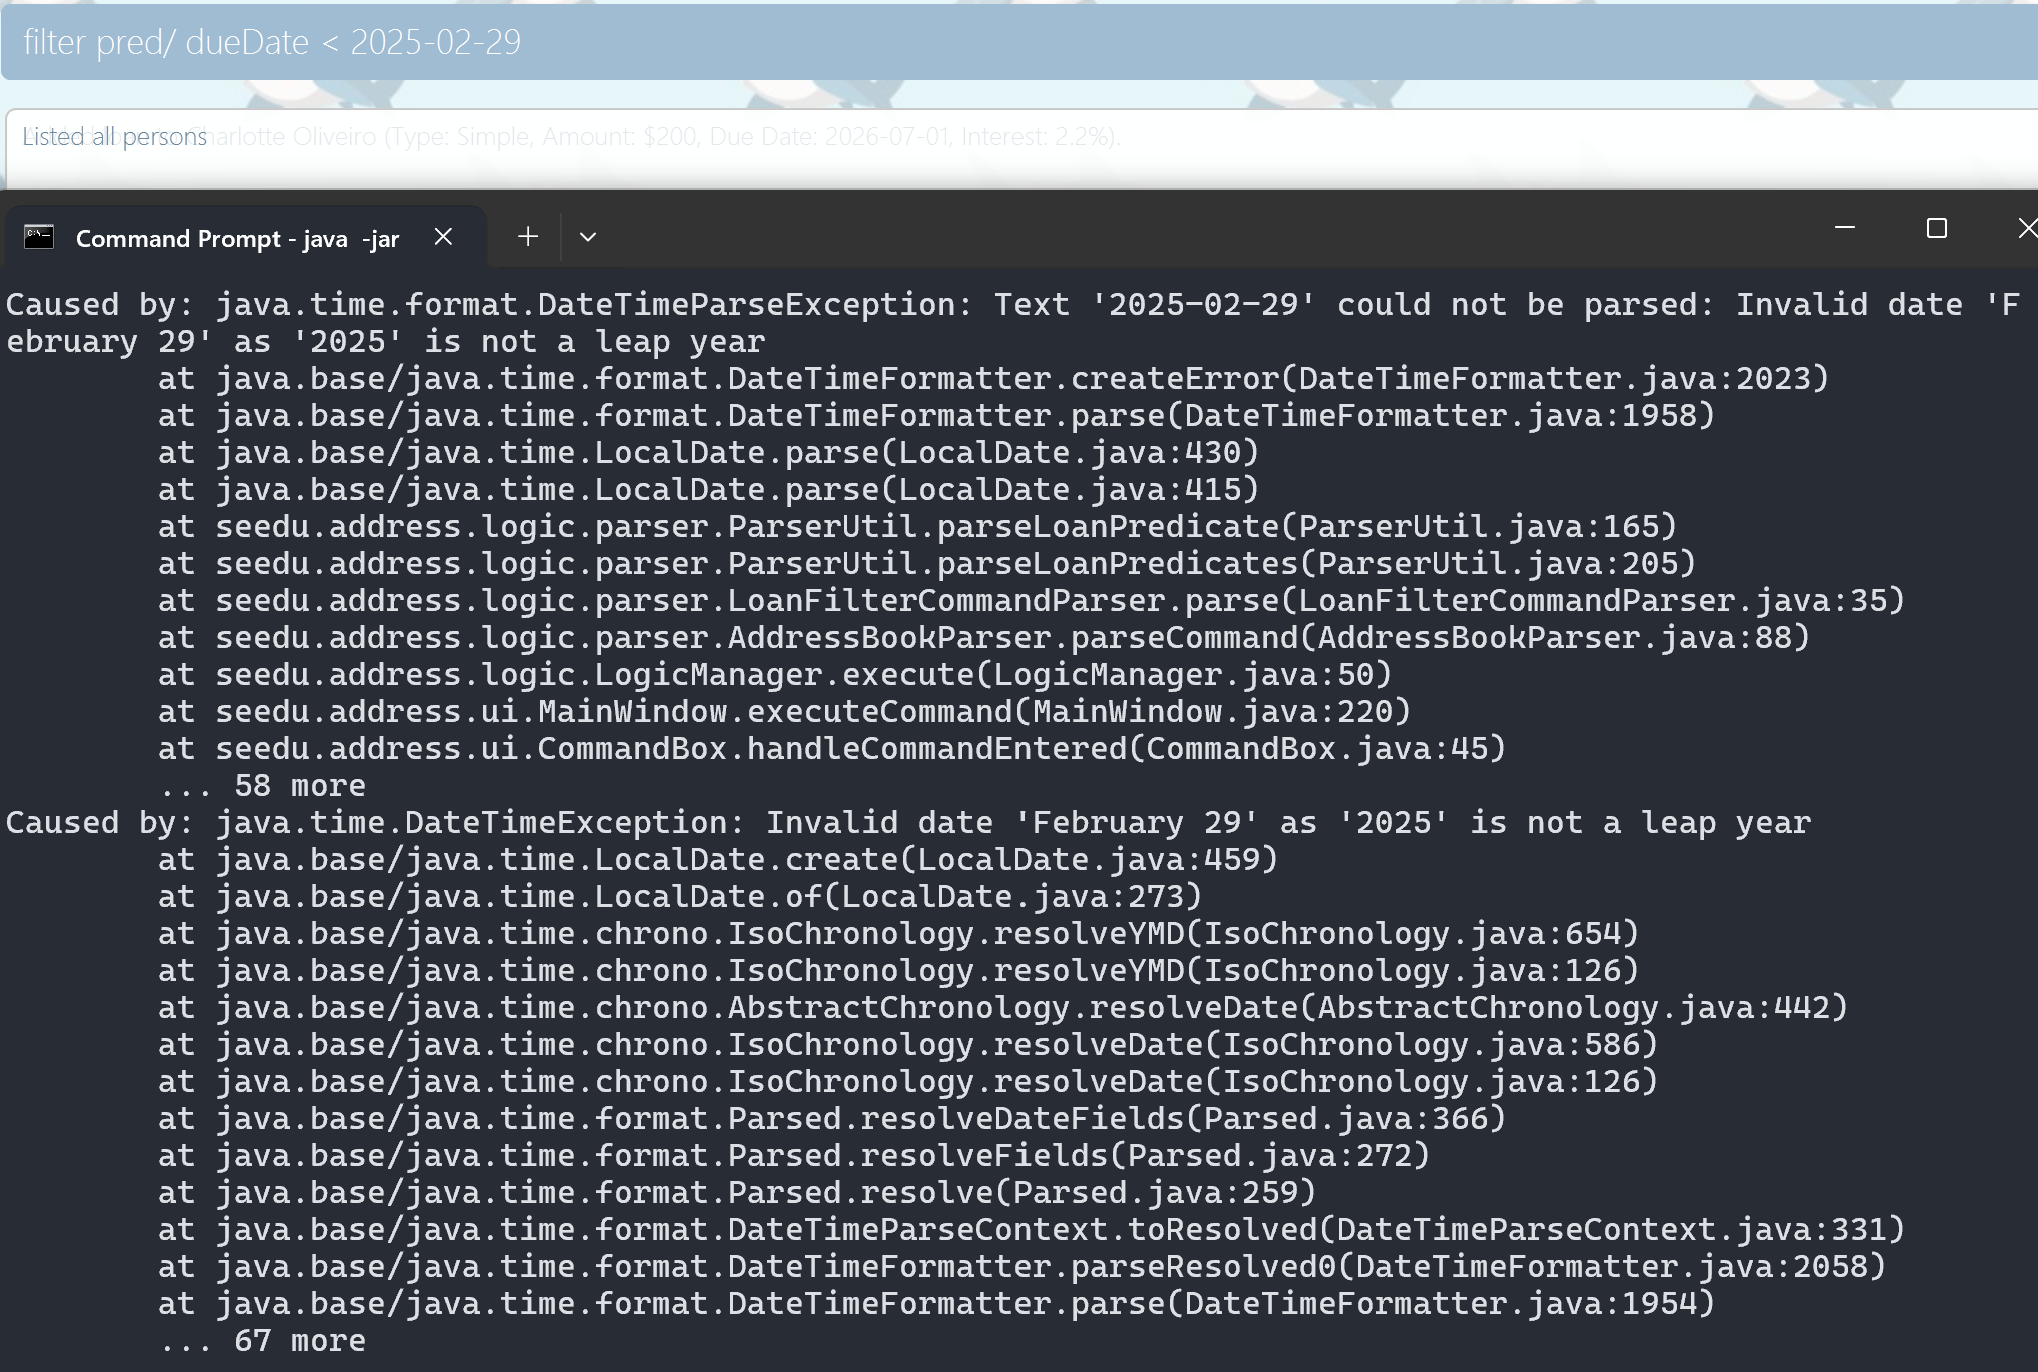 filter pred/ dueDate < 2025-02-29
Listed all persons
Charlotte Oliveiro (Type: Simple, Amount: $200, Due Date: 2026-07-01, Interest: 2.2%).
Command Prompt - java  -jar
Caused by: java.time.format.DateTimeParseException: Text '2025-02-29' could not be parsed: Invalid date 'F
ebruary 29' as '2025' is not a leap year
        at java.base/java.time.format.DateTimeFormatter.createError(DateTimeFormatter.java:2023)
        at java.base/java.time.format.DateTimeFormatter.parse(DateTimeFormatter.java:1958)
        at java.base/java.time.LocalDate.parse(LocalDate.java:430)
        at java.base/java.time.LocalDate.parse(LocalDate.java:415)
        at seedu.address.logic.parser.ParserUtil.parseLoanPredicate(ParserUtil.java:165)
        at seedu.address.logic.parser.ParserUtil.parseLoanPredicates(ParserUtil.java:205)
        at seedu.address.logic.parser.LoanFilterCommandParser.parse(LoanFilterCommandParser.java:35)
        at seedu.address.logic.parser.AddressBookParser.parseCommand(AddressBookParser.java:88)
        at seedu.address.logic.LogicManager.execute(LogicManager.java:50)
        at seedu.address.ui.MainWindow.executeCommand(MainWindow.java:220)
        at seedu.address.ui.CommandBox.handleCommandEntered(CommandBox.java:45)
        ... 58 more
Caused by: java.time.DateTimeException: Invalid date 'February 29' as '2025' is not a leap year
        at java.base/java.time.LocalDate.create(LocalDate.java:459)
        at java.base/java.time.LocalDate.of(LocalDate.java:273)
        at java.base/java.time.chrono.IsoChronology.resolveYMD(IsoChronology.java:654)
        at java.base/java.time.chrono.IsoChronology.resolveYMD(IsoChronology.java:126)
        at java.base/java.time.chrono.AbstractChronology.resolveDate(AbstractChronology.java:442)
        at java.base/java.time.chrono.IsoChronology.resolveDate(IsoChronology.java:586)
        at java.base/java.time.chrono.IsoChronology.resolveDate(IsoChronology.java:126)
        at java.base/java.time.format.Parsed.resolveDateFields(Parsed.java:366)
        at java.base/java.time.format.Parsed.resolveFields(Parsed.java:272)
        at java.base/java.time.format.Parsed.resolve(Parsed.java:259)
        at java.base/java.time.format.DateTimeParseContext.toResolved(DateTimeParseContext.java:331)
        at java.base/java.time.format.DateTimeFormatter.parseResolved0(DateTimeFormatter.java:2058)
        at java.base/java.time.format.DateTimeFormatter.parse(DateTimeFormatter.java:1954)
        ... 67 more